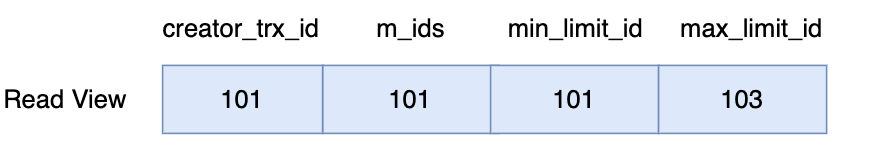 creator_trx_id m_ids min_limit_id max_limit_id
Read View 101 101 101 103